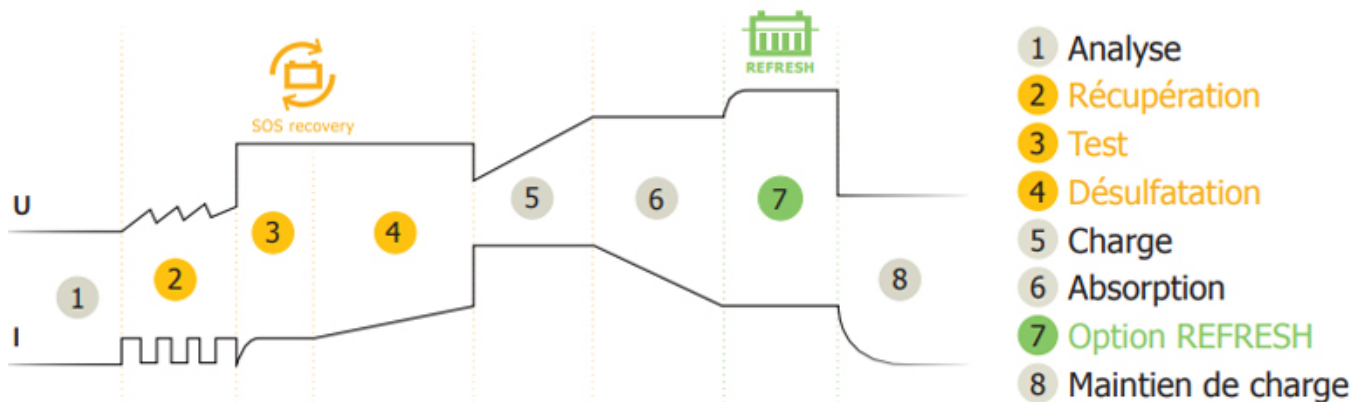 REFRESH
SOS recovery
U
I
1
2
3
4
5
6
7
8
1 Analyse
2 Récupération
3 Test
4 Désulfatation
5 Charge
6 Absorption
7 Option REFRESH
8 Maintien de charge